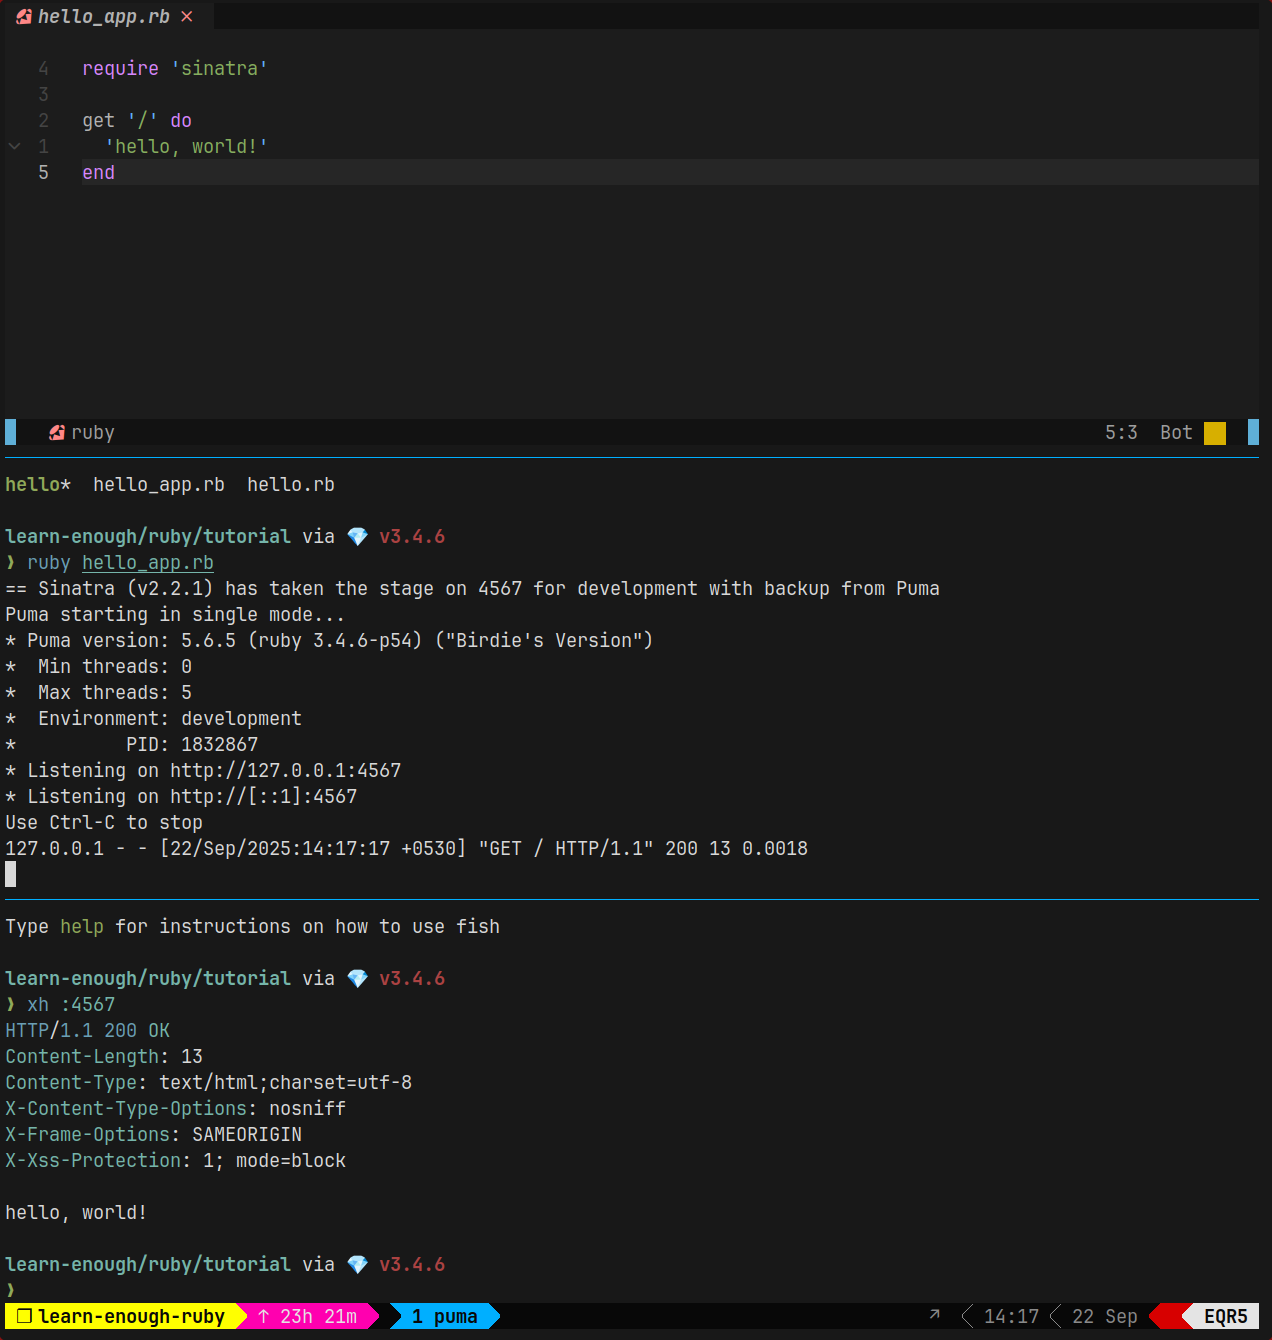 hello_app.rb ×
4 require 'sinatra'
3
2 get '/' do
1 'hello, world!'
5 end
ruby 5:3 Bot
hello* hello_app.rb hello.rb
learn-enough/ruby/tutorial via 💎 v3.4.6
❱ ruby hello_app.rb
== Sinatra (v2.2.1) has taken the stage on 4567 for development with backup from Puma
Puma starting in single mode...
* Puma version: 5.6.5 (ruby 3.4.6-p54) ("Birdie's Version")
*  Min threads: 0
*  Max threads: 5
*  Environment: development
*          PID: 1832867
* Listening on http://127.0.0.1:4567
* Listening on http://[::1]:4567
Use Ctrl-C to stop
127.0.0.1 - - [22/Sep/2025:14:17:17 +0530] "GET / HTTP/1.1" 200 13 0.0018
Type help for instructions on how to use fish
learn-enough/ruby/tutorial via 💎 v3.4.6
❱ xh :4567
HTTP/1.1 200 OK
Content-Length: 13
Content-Type: text/html;charset=utf-8
X-Content-Type-Options: nosniff
X-Frame-Options: SAMEORIGIN
X-Xss-Protection: 1; mode=block
hello, world!
learn-enough/ruby/tutorial via 💎 v3.4.6
❱
❐ learn-enough-ruby ↑ 23h 21m 1 puma ↗ 14:17 22 Sep EQR5